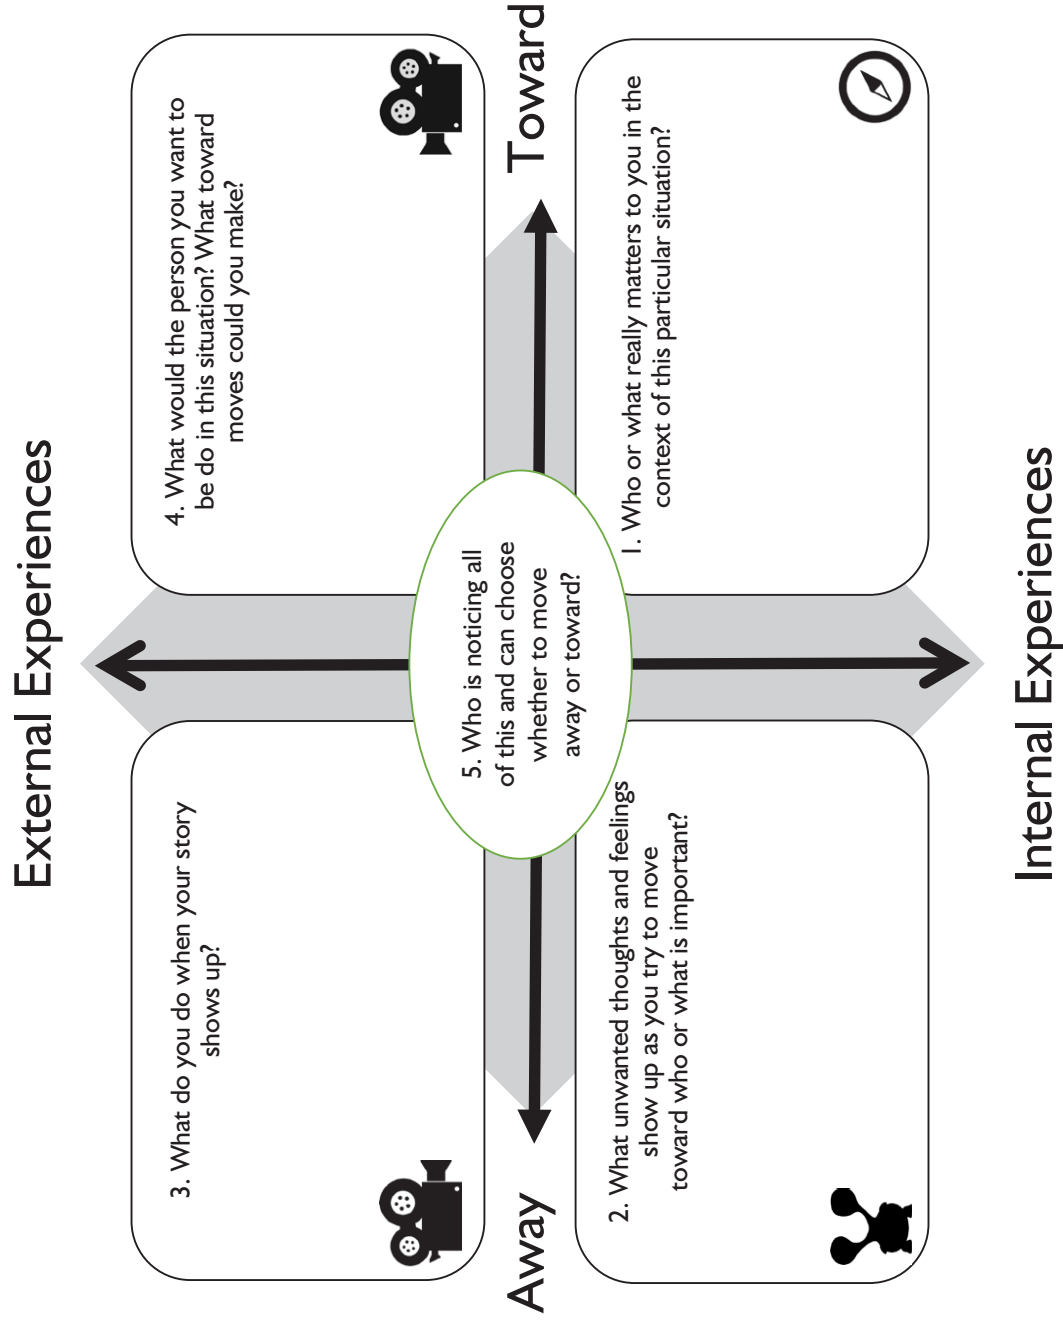 External Experiences
3. What do you do when your story
shows up?
4. What would the person you want to
be do in this situation? What toward
moves could you make?
Away
5. Who is noticing all
of this and can choose
whether to move
away or toward?
Toward
2. What unwanted thoughts and feelings
show up as you try to move
toward who or what is important?
1. Who or what really matters to you in the
context of this particular situation?
Internal Experiences